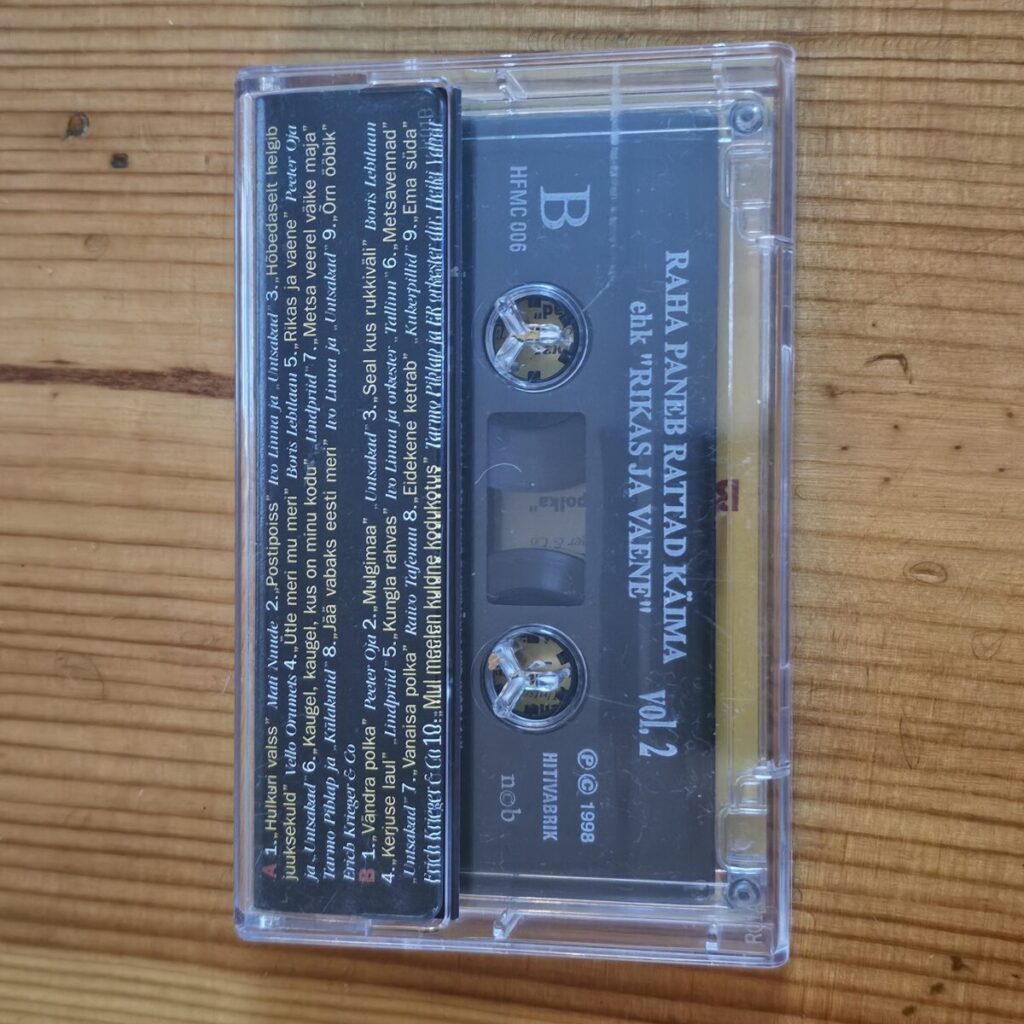 A 1. „Hulkuri valss” Mati Nuude 2. „Postipoiss” Ivo Linna ja „Untsakad” 3. „Hõbedaselt helgib
juuksekuld” Vello Orumets 4. „Ütle meri mu meri” Boris Lehtlaan 5. „Rikas ja vaene” Peeter Oja
ja „Untsakad” 6. „Kaugel, kaugel, kus on minu kodu” „Lindpriid” 7. „Metsa veerel väike maja”
Tarmo Pihlap ja „Külakutid” 8. „Jää vabaks eesti meri” Ivo Linna ja „Untsakad” 9. „Õrn ööbik”
Erich Krieger & Co
B 1. „Vändra polka” Peeter Oja 2. „Mulgimaa” „Untsakad” 3. „Seal kus rukkiväli” Boris Lehtlaan
4. „Kerjuse laul” „Lindpriid” 5. „Kungla rahvas” Ivo Linna ja orkester „Tallinn” 6. „Metsavennad”
„Untsakad” 7. „Vanaisa polka” Raivo Tafenau 8. „Eidekene ketrab” „Kukerpillid” 9. „Ema süda”
Erich Krieger & Co 10. „Mul meelen kuldne kodukotus” Tarmo Pihlap ja ER orkester dir. Heiki Vahar
B
HFMC 006
RAHA PANEB RATTAD KÄIMA vol, 2
ehk "RIKAS JA VAENE"
polka”
ger & Co
℗ © 1998
HITIVABRIK
ncb